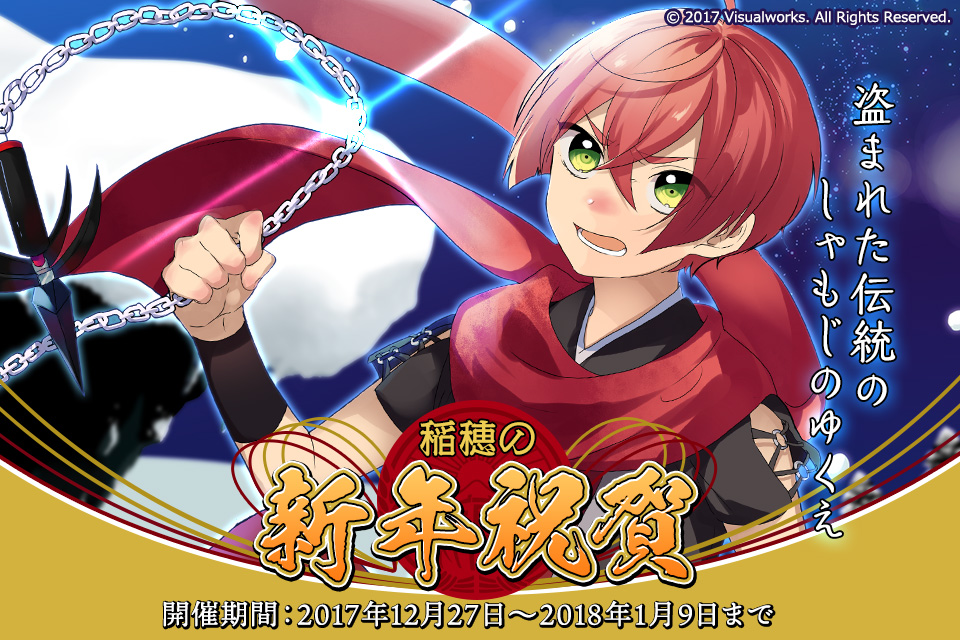 © 2017 Visualworks. All Rights Reserved.
盗まれた伝統の
しゃもじのゆくえ
稲穂の
新年祝賀
開催期間：2017年12月27日～2018年1月9日まで